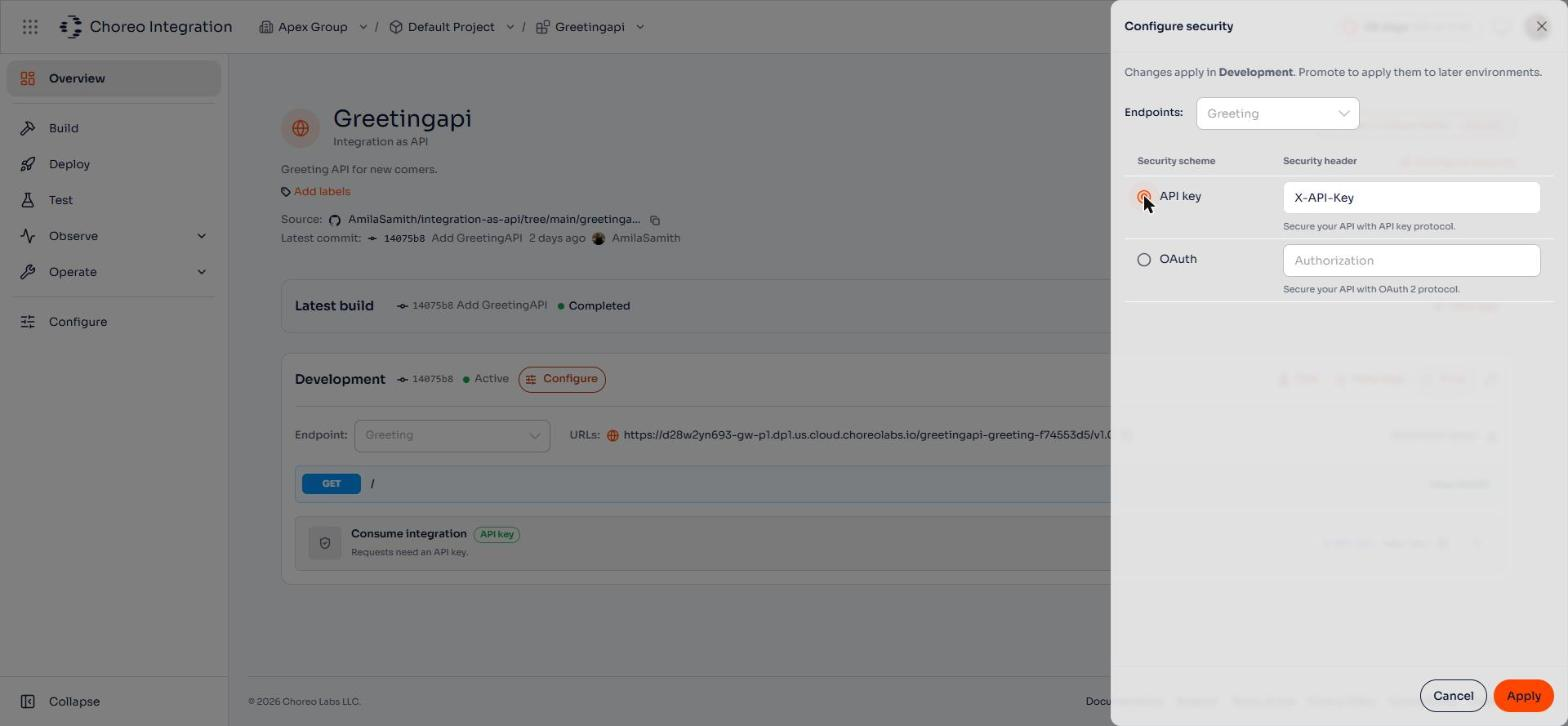 Choreo Integration
Apex Group / Default Project / Greetingapi
Overview
Build
Deploy
Test
Observe
Operate
Configure
Collapse
Greetingapi
Integration as API
Greeting API for new comers.
Add labels
Source: AmilaSamith/integration-as-api/tree/main/greetinga...
Latest commit: 14075b8 Add GreetingAPI 2 days ago AmilaSamith
Latest build 14075b8 Add GreetingAPI Completed
Development 14075b8 Active Configure
Endpoint: Greeting URLs: https://d28w2yn693-gw-p1.dp1.us.cloud.choreolabs.io/greetingapi-greeting-f74553d5/v1.0
GET /
Consume integration API key
Requests need an API key.
© 2026 Choreo Labs LLC.
Configure security
Changes apply in Development. Promote to apply them to later environments.
Endpoints: Greeting
Security scheme Security header
API key X-API-Key
Secure your API with API key protocol.
OAuth Authorization
Secure your API with OAuth 2 protocol.
Cancel Apply